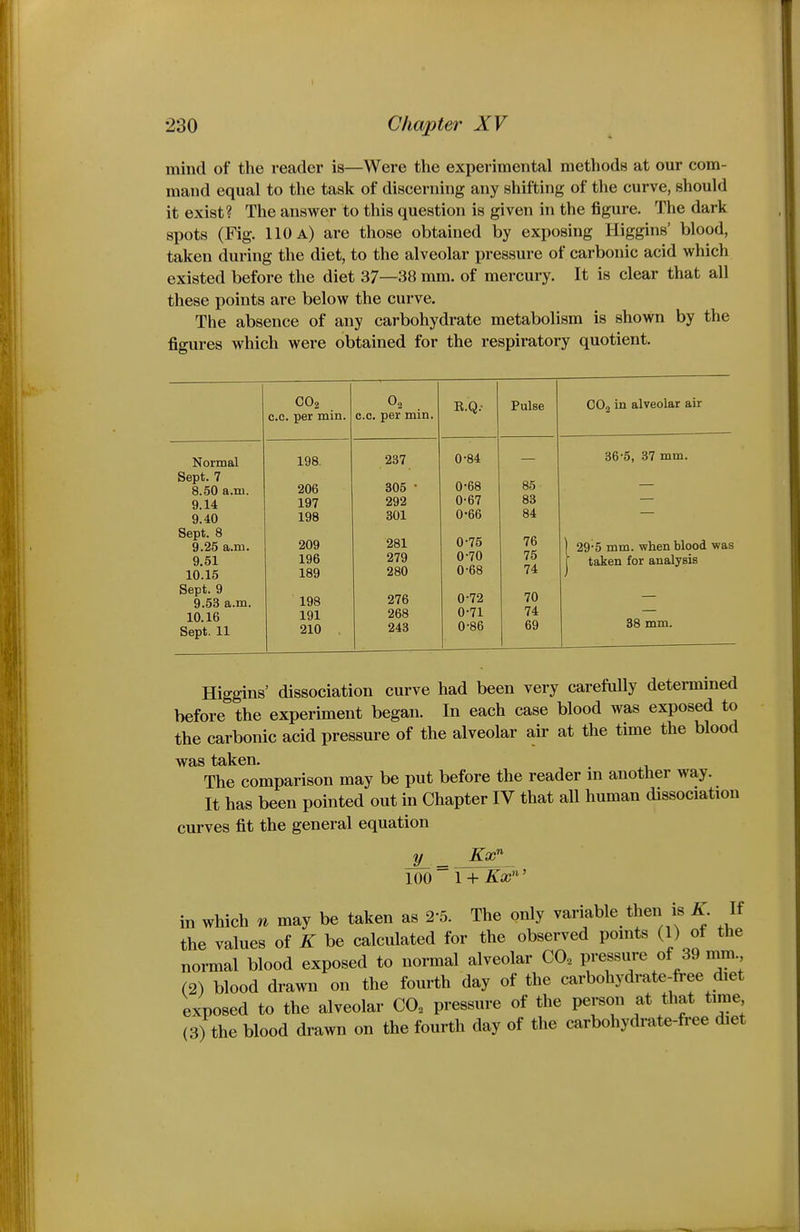 230 Chapter XV
mind of the reader is—Were the experimental methods at our com-
mand equal to the task of discerning any shifting of the curve, should
it exist? The answer to this question is given in the figure. The dark
spots (Fig. 110 A) are those obtained by exposing Higgins' blood,
taken during the diet, to the alveolar pressure of carbonic acid which
existed before the diet 37—38 mm. of mercury. It is clear that all
these points are below the curve.
The absence of any carbohydrate metabolism is shown by the
figures which were obtained for the respiratory quotient.
CO2 c.c. per min. O2 c.c. per min. R.Q. Pulse CO2 in alveolar air
Normal 198 237 0·84 — 36·5, 37 mm.
Sept. 7
8.50 a.m. 206 305 0·68 85 —
9.14 197 292 0·67 83 —
9.40 198 301 0·66 84 —
Sept. 8
9.25 a.m. 209 281 0·75 76 } 29·5 mm. when blood was
9.51 196 279 0·70 75 taken for analysis
10.15 189 280 0·68 74
Sept. 9
9.53 a.m. 198 276 0·72 70 —
10.16 191 268 0·71 74 —
Sept. 11 210 243 0·86 69 38 mm.
Higgins' dissociation curve had been very carefully determined
before the experiment began. In each case blood was exposed to
the carbonic acid pressure of the alveolar air at the time the blood
was taken.
The comparison may be put before the reader in another way.
It has been pointed out in Chapter IV that all human dissociation
curves fit the general equation
y/100 = Kxⁿ/(1 + Kxⁿ),
in which n may be taken as 2·5. The only variable then is K. If
the values of K be calculated for the observed points (1) of the
normal blood exposed to normal alveolar CO2 pressure of 39 mm.,
(2) blood drawn on the fourth day of the carbohydrate-free diet
exposed to the alveolar CO2 pressure of the person at that time,
(3) the blood drawn on the fourth day of the carbohydrate-free diet